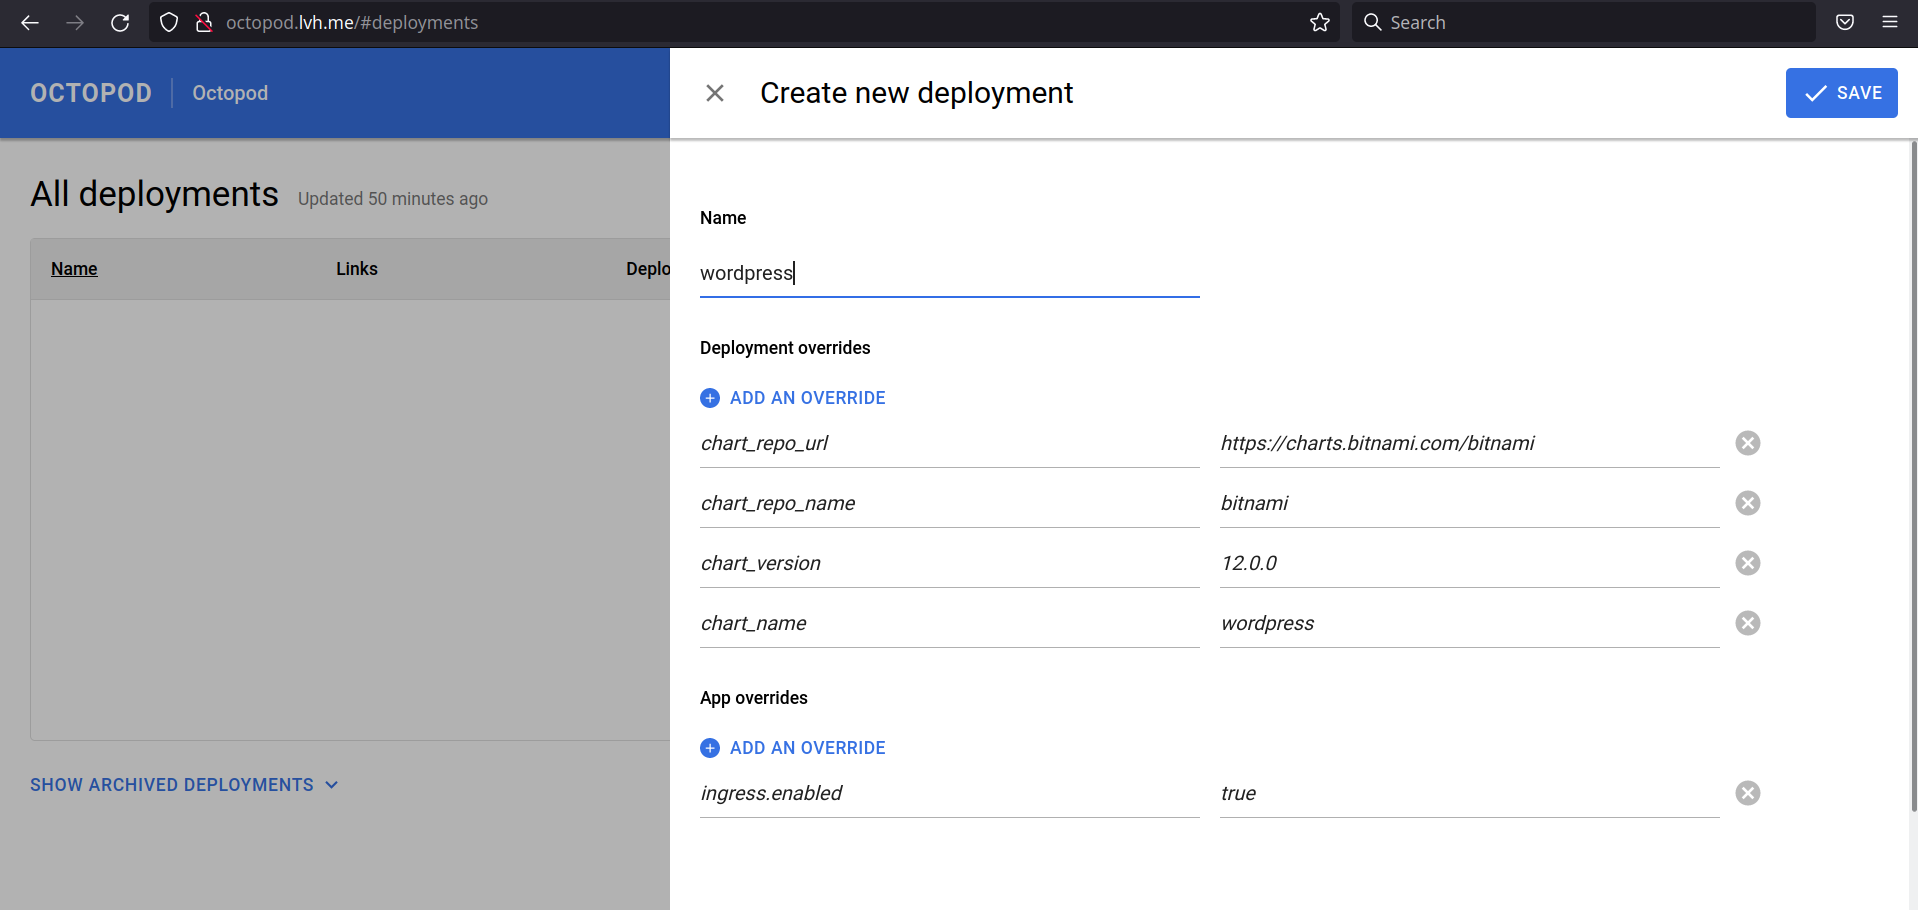 octopod.lvh.me/#deployments
Search
OCTOPOD
Octopod
Create new deployment
SAVE
All deployments
Updated 50 minutes ago
Name
Links
Deplo
SHOW ARCHIVED DEPLOYMENTS
Name
wordpress
Deployment overrides
ADD AN OVERRIDE
chart_repo_url https://charts.bitnami.com/bitnami
chart_repo_name bitnami
chart_version 12.0.0
chart_name wordpress
App overrides
ADD AN OVERRIDE
ingress.enabled true